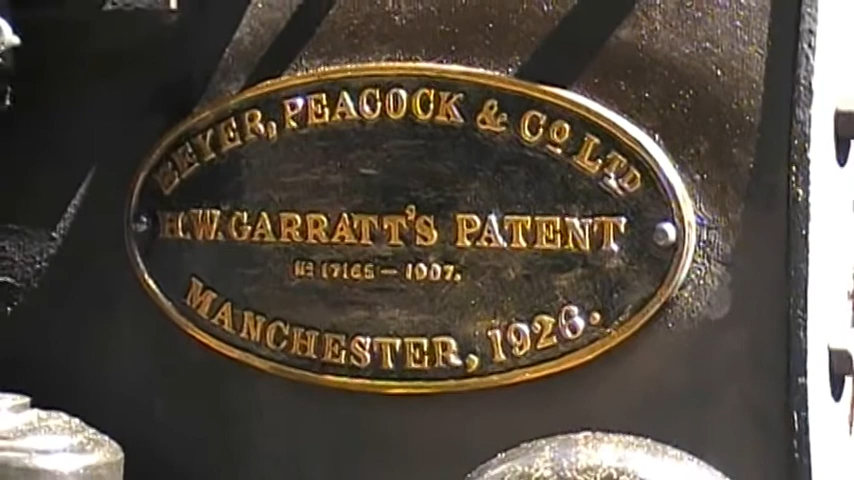 BEYER, PEACOCK & Co LTD
H.W. GARRATT'S PATENT
No 17165-1907.
MANCHESTER, 1926.